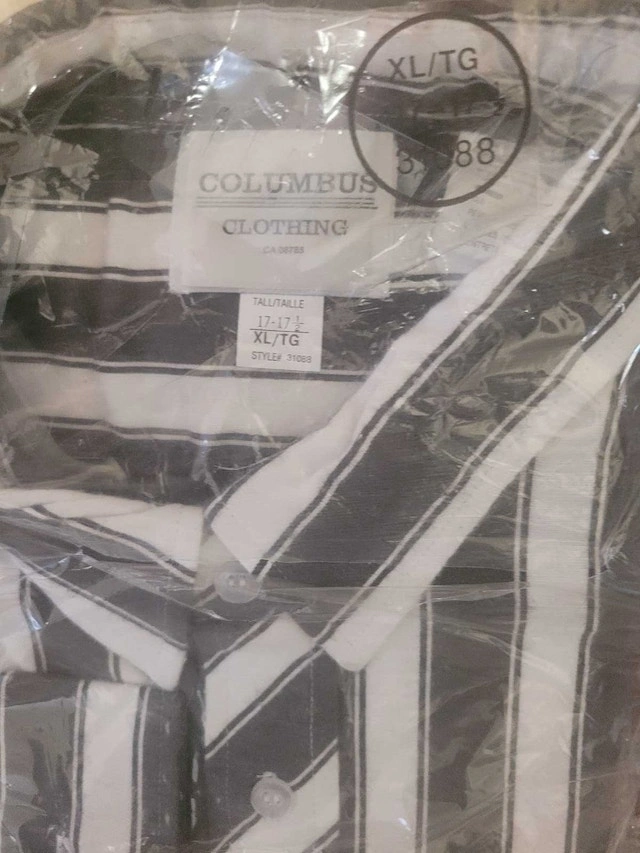 XL/TG
COLUMBUS
CLOTHING
TALL/TAILLE
17-17 ½
XL/TG
STYLE# 31088